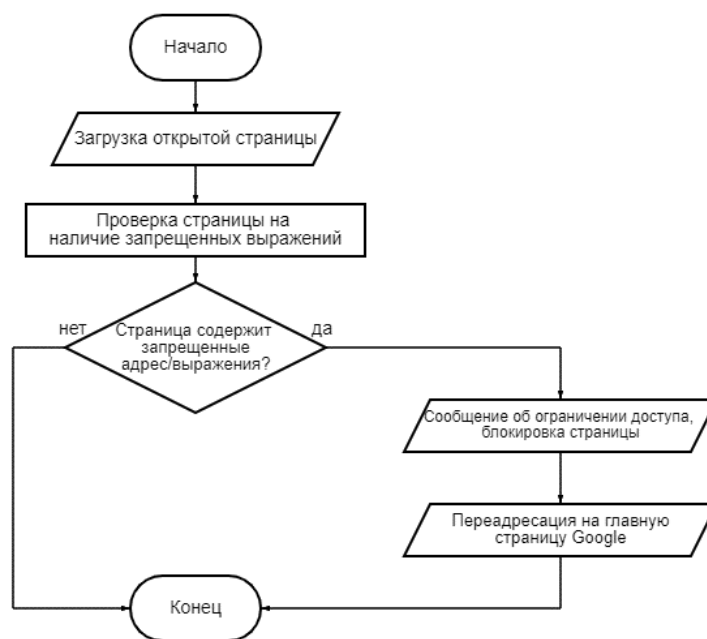 Начало
Загрузка открытой страницы
Проверка страницы на
наличие запрещенных выражений
нет
Страница содержит
запрещенные
адрес/выражения?
да
Сообщение об ограничении доступа,
блокировка страницы
Переадресация на главную
страницу Google
Конец